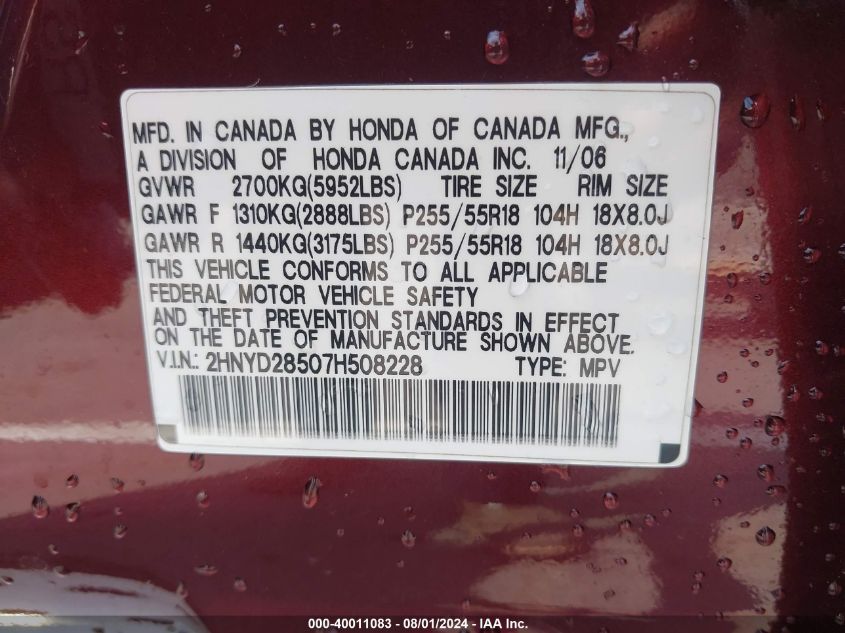 MFD. IN CANADA BY HONDA OF CANADA MFG.,
A DIVISION OF HONDA CANADA INC. 11/06
GVWR 2700KG(5952LBS) TIRE SIZE RIM SIZE
GAWR F 1310KG(2888LBS) P255/55R18 104H 18X8.0J
GAWR R 1440KG(3175LBS) P255/55R18 104H 18X8.0J
THIS VEHICLE CONFORMS TO ALL APPLICABLE
FEDERAL MOTOR VEHICLE SAFETY
AND THEFT PREVENTION STANDARDS IN EFFECT
ON THE DATE OF MANUFACTURE SHOWN ABOVE.
V.I.N.: 2HNYD28507H508228 TYPE: MPV
000-40011083 - 08/01/2024 - IAA Inc.